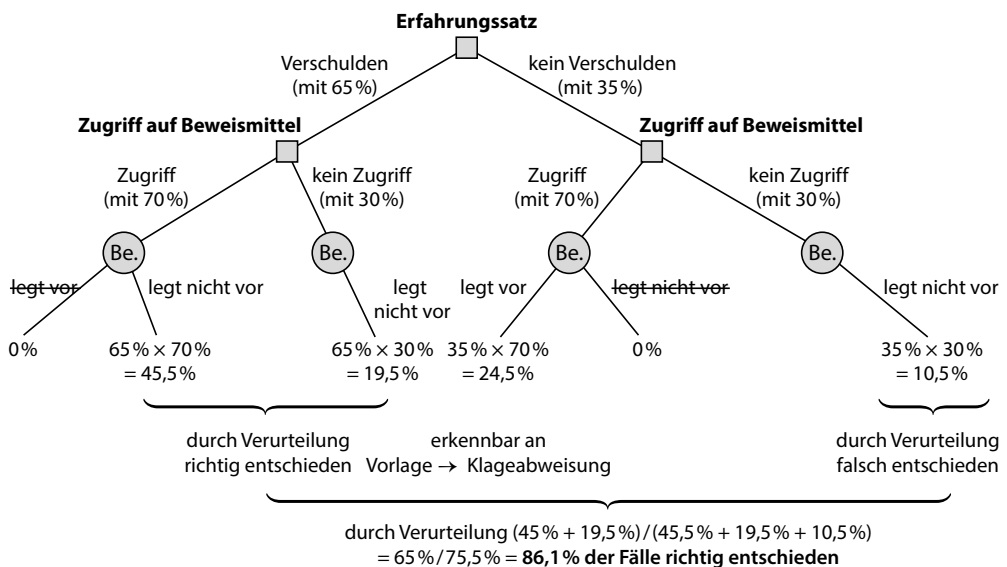 Erfahrungssatz
Verschulden
(mit 65 %)
kein Verschulden
(mit 35 %)
Zugriff auf Beweismittel
Zugriff auf Beweismittel
Zugriff
(mit 70 %)
kein Zugriff
(mit 30 %)
Zugriff
(mit 70 %)
kein Zugriff
(mit 30 %)
Be.
Be.
Be.
Be.
legt vor
legt nicht vor
legt
nicht vor
legt vor
legt nicht vor
legt nicht vor
0 %
65 % × 70 %
= 45,5 %
65 % × 30 %
= 19,5 %
35 % × 70 %
= 24,5 %
0 %
35 % × 30 %
= 10,5 %
durch Verurteilung
richtig entschieden
erkennbar an
Vorlage → Klageabweisung
durch Verurteilung
falsch entschieden
durch Verurteilung (45 % + 19,5 %) / (45,5 % + 19,5 % + 10,5 %)
= 65 % / 75,5 % = 86,1 % der Fälle richtig entschieden